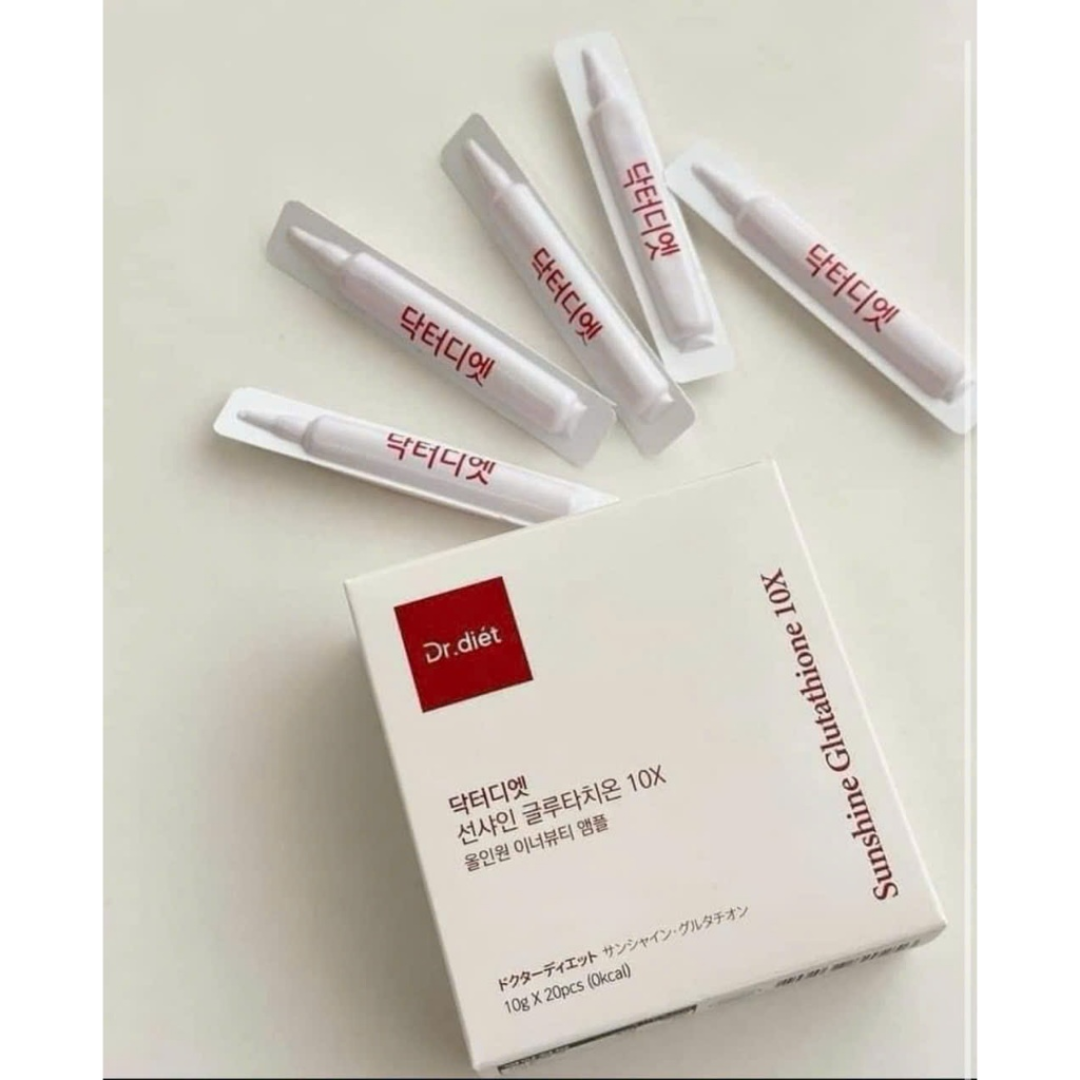 닥터디엣
닥터디엣
닥터디엣
닥터디엣
닥터디엣
Dr.diét
닥터디엣
선샤인 글루타치온 10X
올인원 이너뷰티 앰플
ドクターディエット サンシャイン·グルタチオン
10g X 20pcs (0kcal)
Sunshine Glutathione 10X